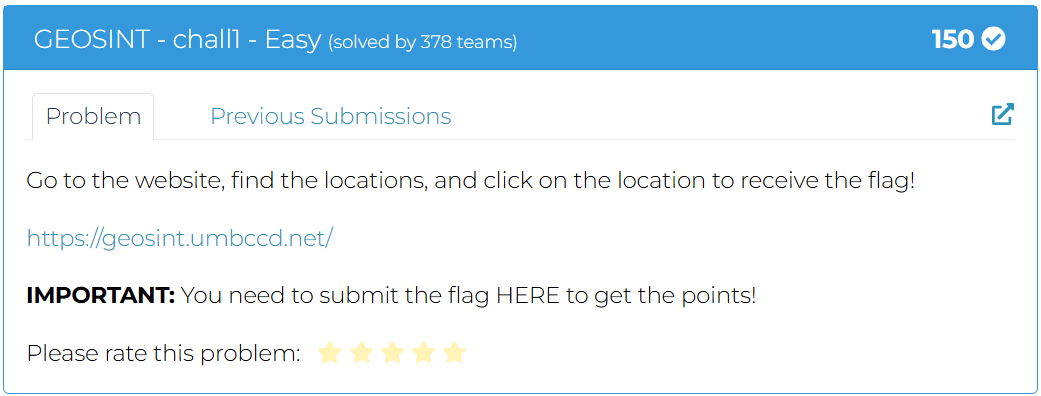 GEOSINT - chall1 - Easy (solved by 378 teams) 150
Problem Previous Submissions
Go to the website, find the locations, and click on the location to receive the flag!
https://geosint.umbccd.net/
IMPORTANT: You need to submit the flag HERE to get the points!
Please rate this problem: